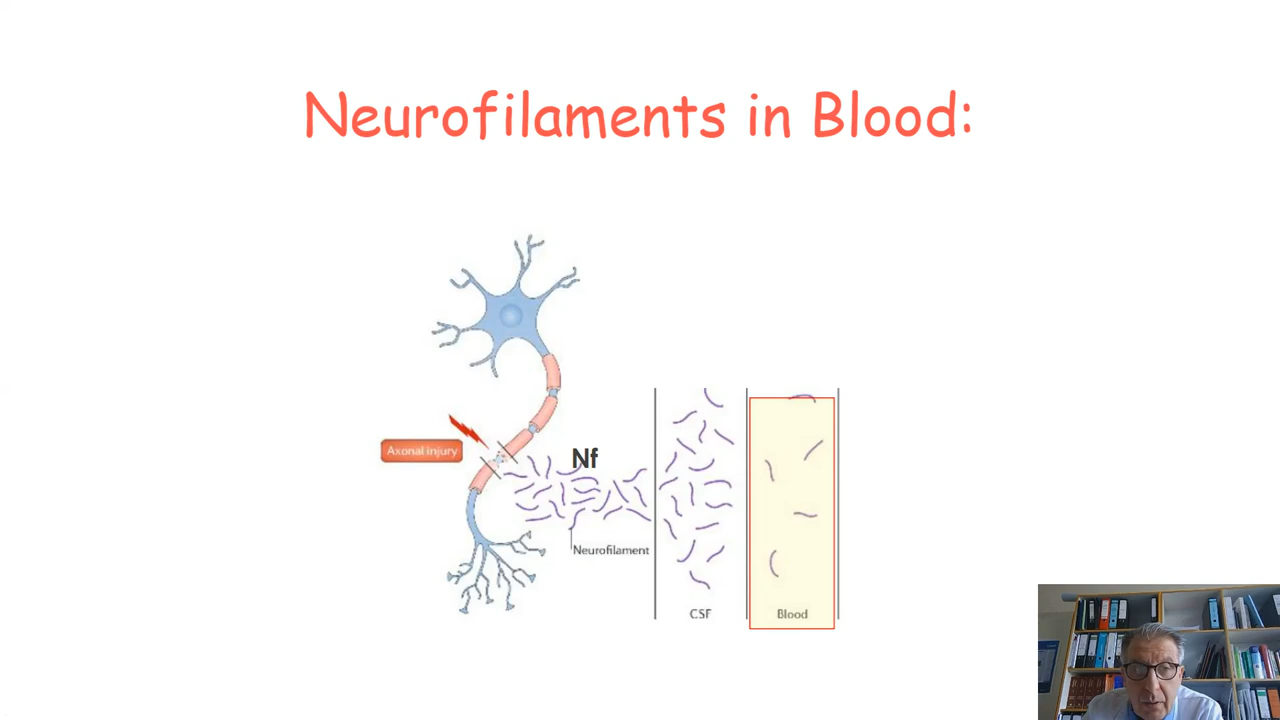 Neurofilaments in Blood:
Nf
Axonal injury
Neurofilament
CSF
Blood